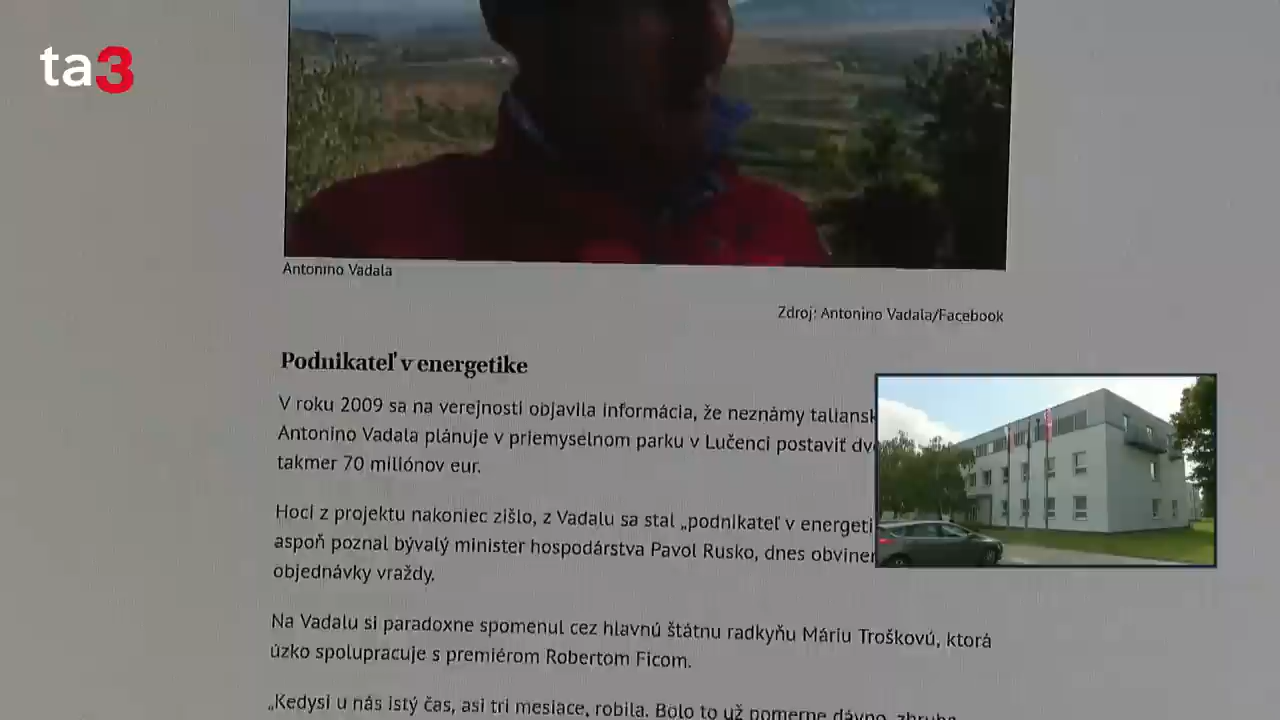 ta3
Antonino Vadala
Zdroj: Antonino Vadala/Facebook
Podnikateľ v energetike
V roku 2009 sa na verejnosti objavila informácia, že neznámy taliansk
Antonino Vadala plánuje v priemyselnom parku v Lučenci postaviť dv
takmer 70 miliónov eur.
Hoci z projektu nakoniec zišlo, z Vadalu sa stal „podnikateľ v energeti
aspoň poznal bývalý minister hospodárstva Pavol Rusko, dnes obvinen
objednávky vraždy.
Na Vadalu si paradoxne spomenul cez hlavnú štátnu radkyňu Máriu Troškovú, ktorá
úzko spolupracuje s premiérom Robertom Ficom.
„Kedysi u nás istý čas, asi tri mesiace, robila. Bolo to už pomerne dávno, zhruba